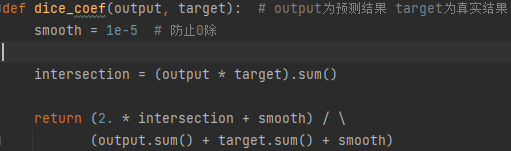 def dice_coef(output, target):  # output为预测结果 target为真实结果
    smooth = 1e-5  # 防止0除
    intersection = (output * target).sum()
    return (2. * intersection + smooth) / \
           (output.sum() + target.sum() + smooth)